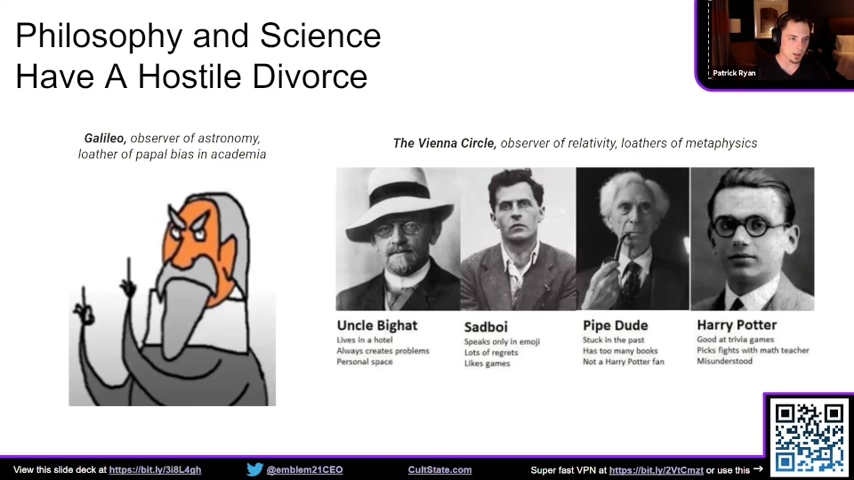 Philosophy and Science
Have A Hostile Divorce
Patrick Ryan
Galileo, observer of astronomy,
loather of papal bias in academia
The Vienna Circle, observer of relativity, loathers of metaphysics
Uncle Bighat
Lives in a hotel
Always creates problems
Personal space
Sadboi
Speaks only in emoji
Lots of regrets
Likes games
Pipe Dude
Stuck in the past
Has too many books
Not a Harry Potter fan
Harry Potter
Good at trivia games
Picks fights with math teacher
Misunderstood
View this slide deck at https://bit.ly/3i8L4gh
@emblem21CEO
CultState.com
Super fast VPN at https://bit.ly/2VtCmzt or use this →